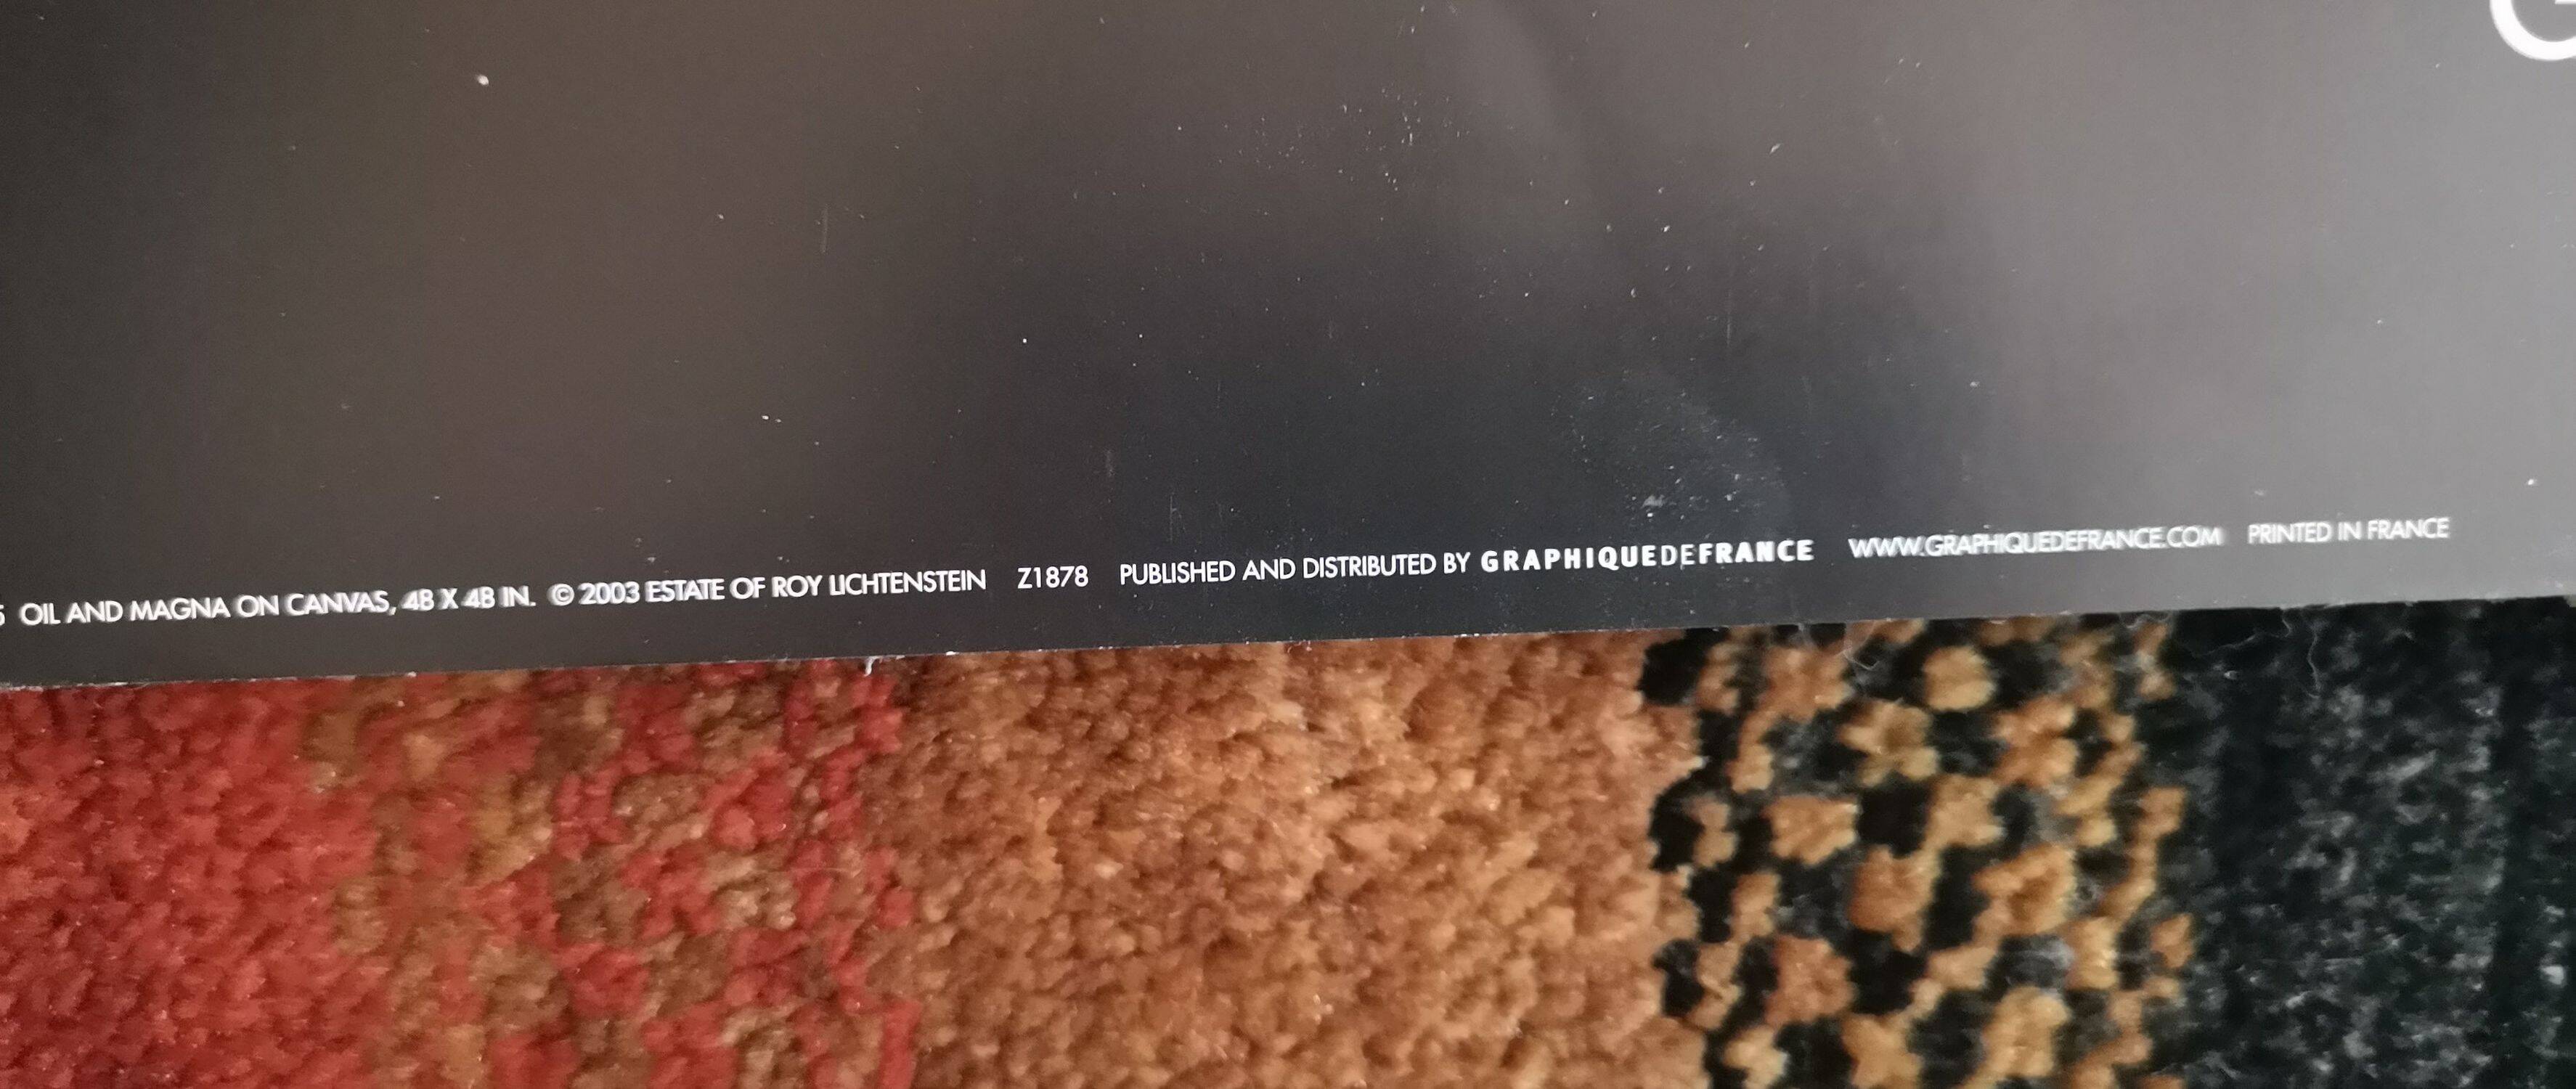 G
OIL AND MAGNA ON CANVAS, 48 X 48 IN. © 2003 ESTATE OF ROY LICHTENSTEIN Z1878 PUBLISHED AND DISTRIBUTED BY GRAPHIQUEDEFRANCE WWW.GRAPHIQUEDEFRANCE.COM PRINTED IN FRANCE